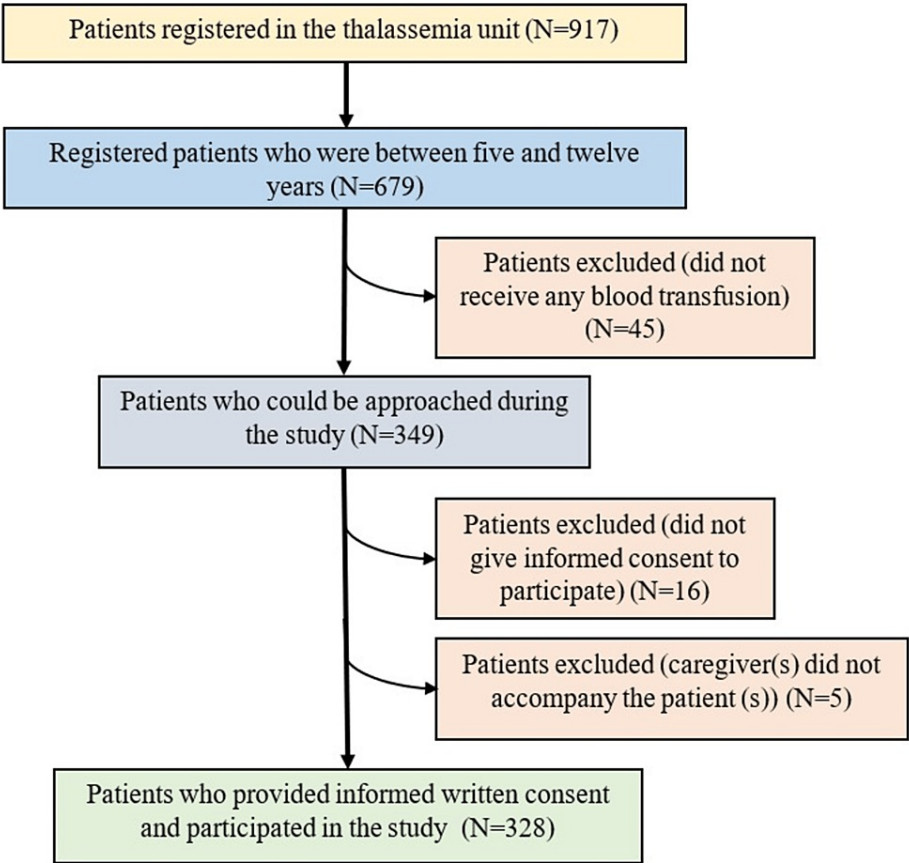 Patients registered in the thalassemia unit (N=917)
Registered patients who were between five and twelve
years (N=679)
Patients excluded (did not
receive any blood transfusion)
(N=45)
Patients who could be approached during
the study (N=349)
Patients excluded (did not
give informed consent to
participate) (N=16)
Patients excluded (caregiver(s) did not
accompany the patient (s)) (N=5)
Patients who provided informed written consent
and participated in the study (N=328)